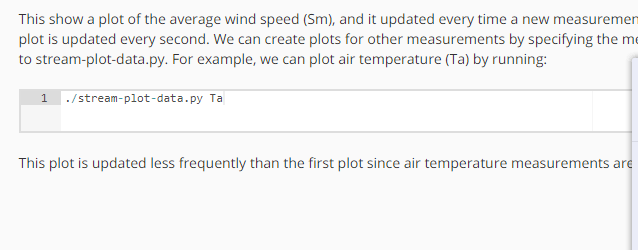 This show a plot of the average wind speed (Sm), and it updated every time a new
plot is updated every second. We can create plots for other measurements by specifying the
to stream-plot-data.py. For example, we can plot air temperature (Ta) by running:
1 ./stream-plot-data.py Ta
This plot is updated less frequently than the first plot since air temperature measurements are